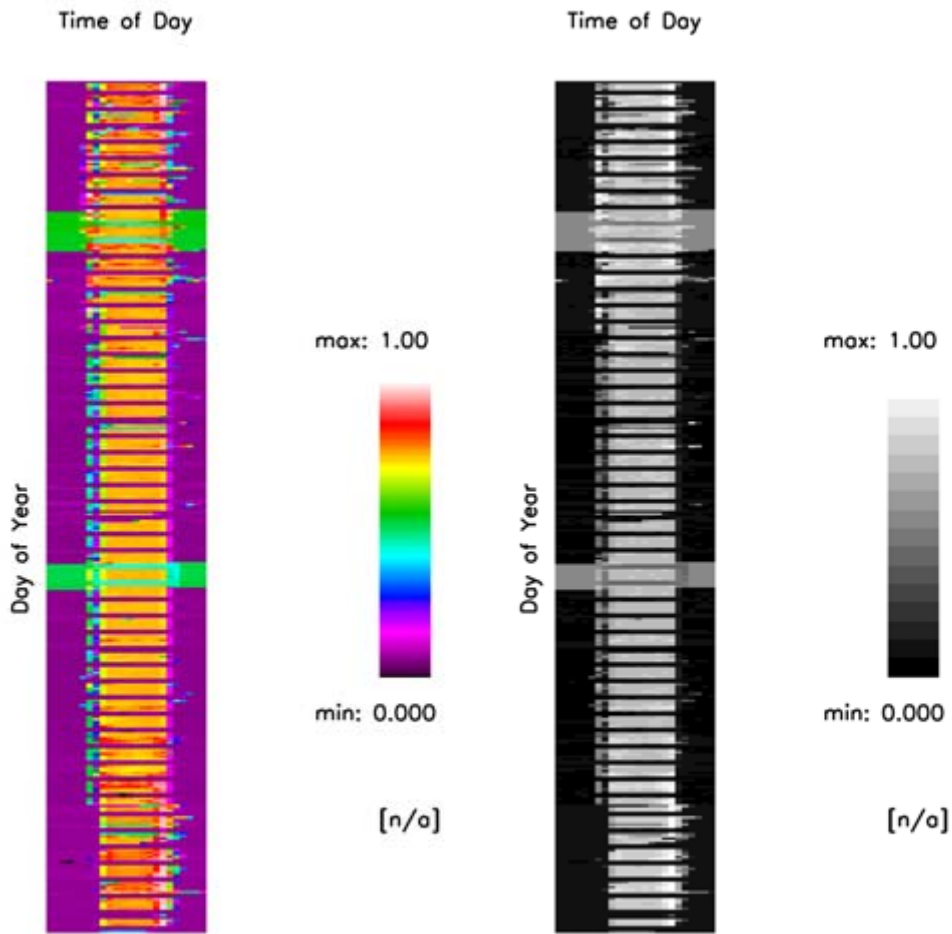 Time of Day
Time of Day
max: 1.00
max: 1.00
Day of Year
Day of Year
min: 0.000
min: 0.000
[n/a]
[n/a]